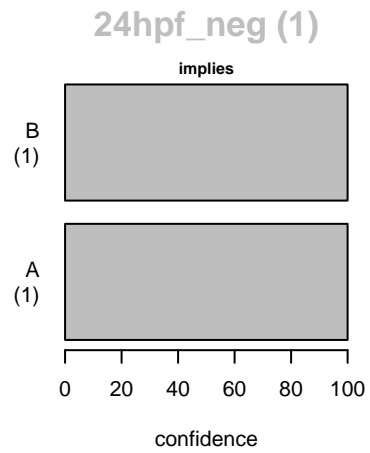 24hpf_neg (1)
implies
B
(1)
A
(1)
0 20 40 60 80 100
confidence